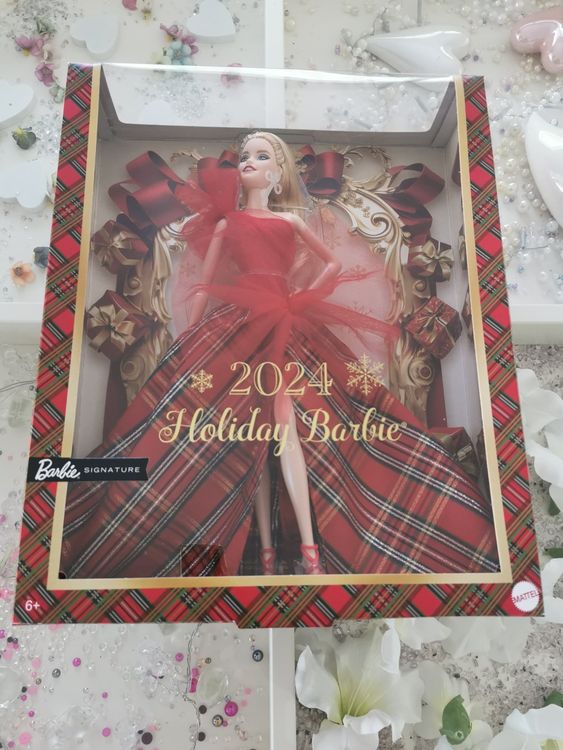 2024
Holiday Barbie
Barbie SIGNATURE
6+
MATTEL